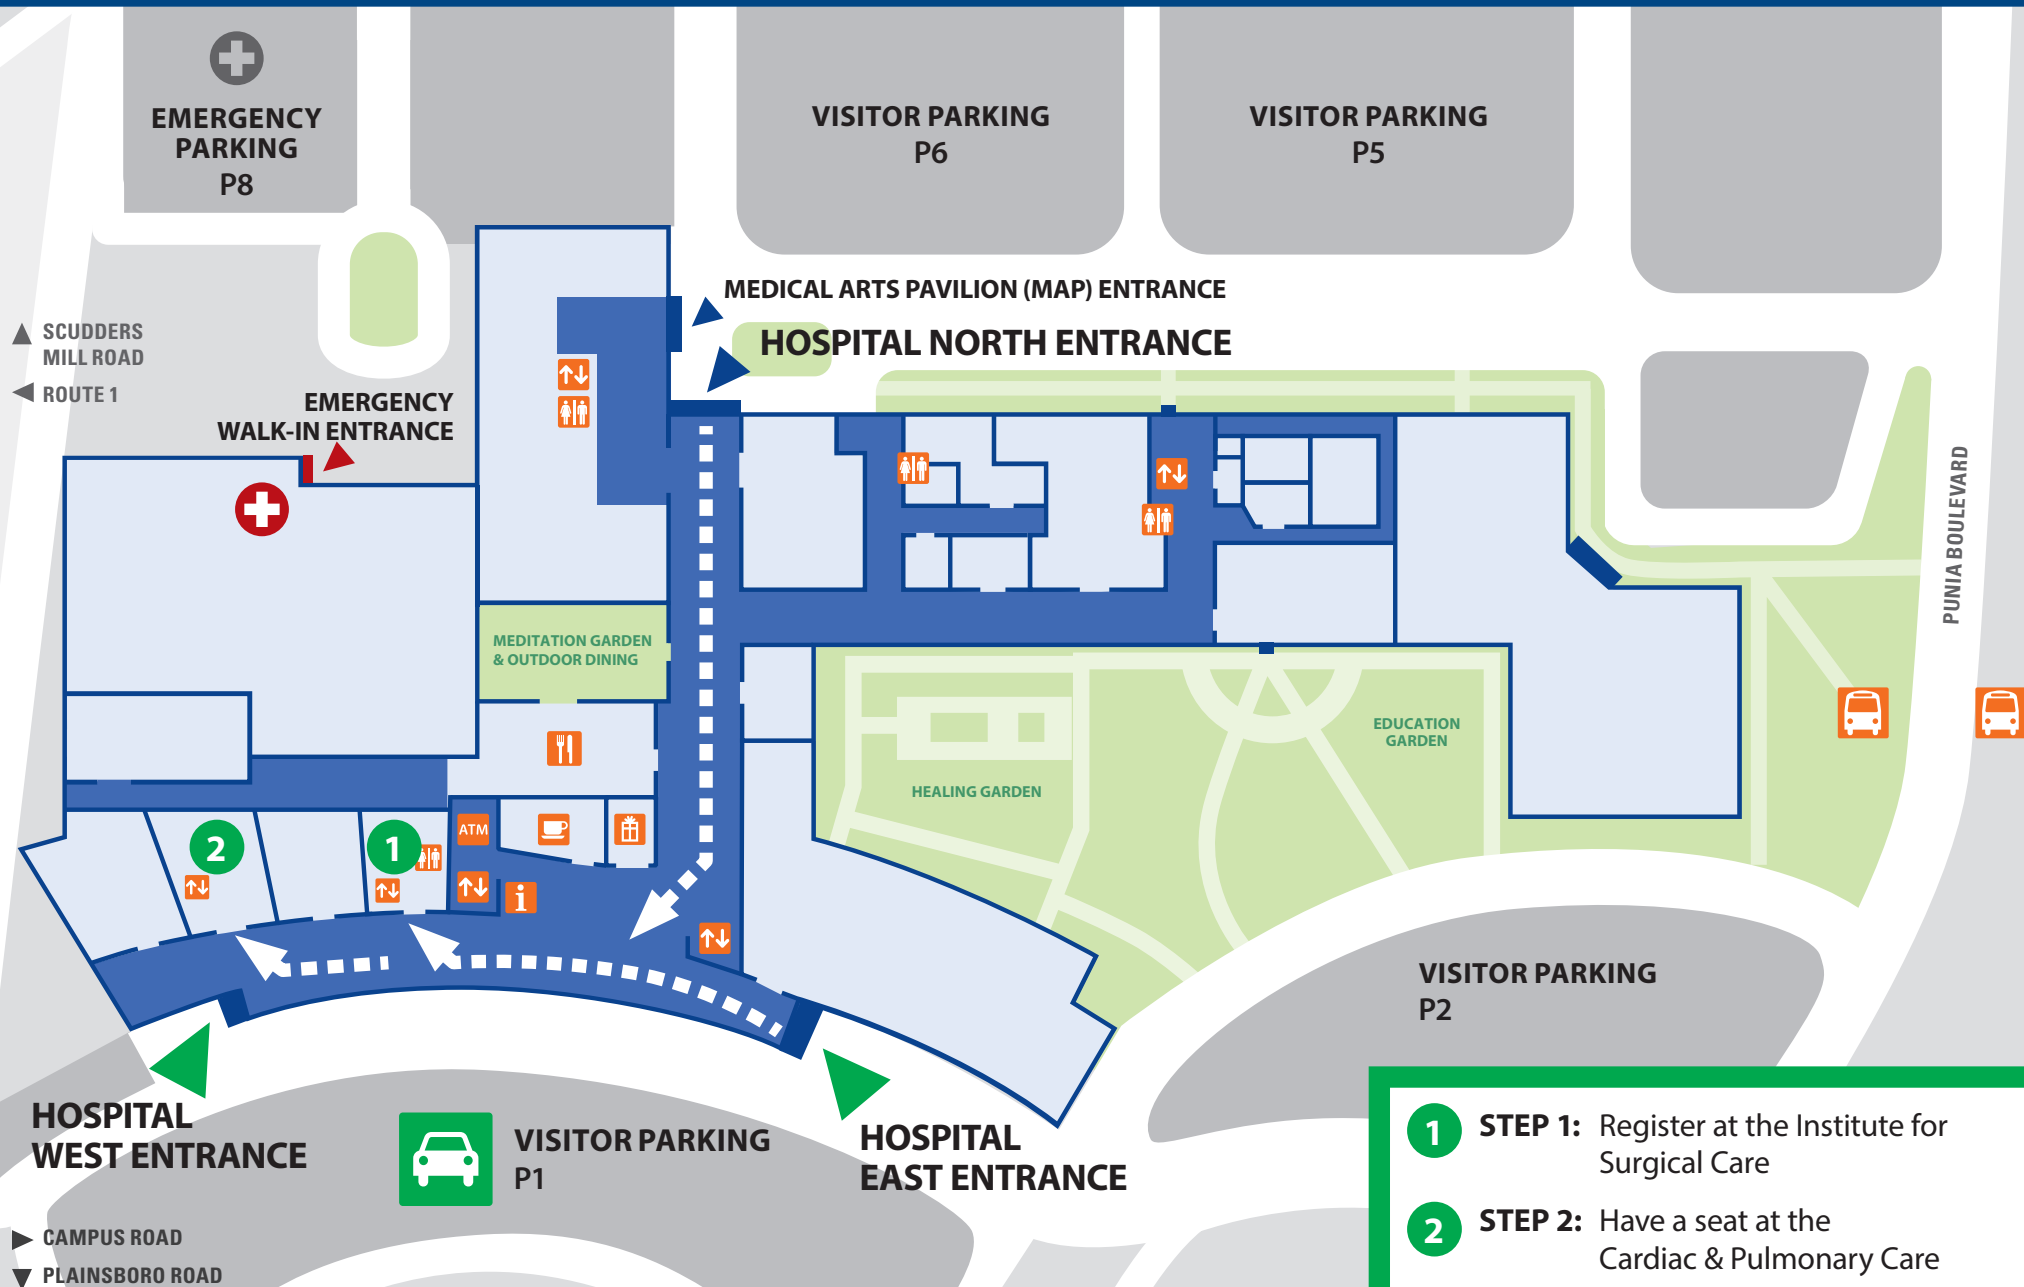 EMERGENCY
PARKING
P8
VISITOR PARKING
P6
VISITOR PARKING
P5
MEDICAL ARTS PAVILION (MAP) ENTRANCE
HOSPITAL NORTH ENTRANCE
SCUDDERS
MILL ROAD
ROUTE 1
EMERGENCY
WALK-IN ENTRANCE
PUNIA BOULEVARD
MEDITATION GARDEN
& OUTDOOR DINING
EDUCATION
GARDEN
HEALING GARDEN
2
1
ATM
i
VISITOR PARKING
P2
HOSPITAL
WEST ENTRANCE
VISITOR PARKING
P1
HOSPITAL
EAST ENTRANCE
CAMPUS ROAD
PLAINSBORO ROAD
1 STEP 1: Register at the Institute for
Surgical Care
2 STEP 2: Have a seat at the
Cardiac & Pulmonary Care